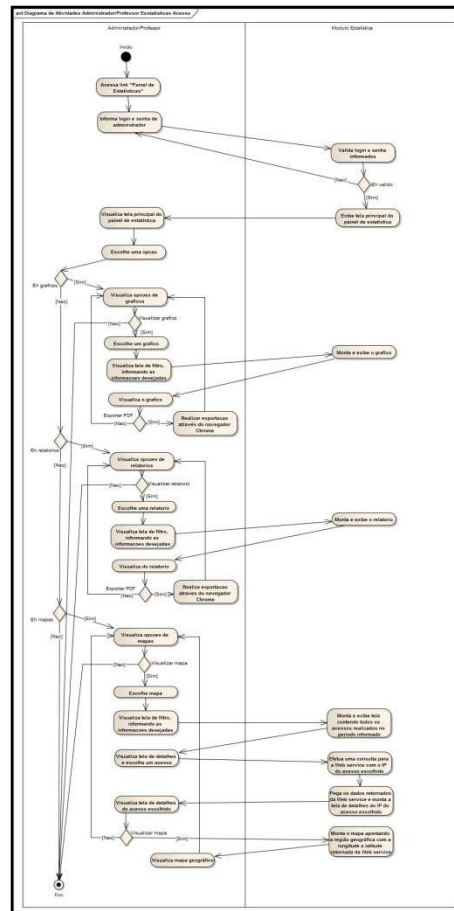 act Diagrama de Atividades Administrador/Professor Estatisticas Acesso
Administrador/Professor
Modulo Estatistica
Inicio
Acessa link "Painel de
Estatisticas"
Informa login e senha de
administrador
Valida login e senha
informados
[Nao]
Eh valido
[Sim]
Visualiza tela principal do
painel de estatistica
Exibe tela principal do
painel de estatistica
Escolhe uma opcao
Eh graficos
[Sim]
[Nao]
Visualiza opcoes de
graficos
Visualizar grafico
[Nao]
[Sim]
Escolhe um grafico
Visualiza tela de filtro,
informando as
informacoes desejadas
Monta e exibe o grafico
Visualiza o grafico
Exportar PDF
[Nao]
[Sim]
Realizar exportacao
através do navegador
Chrome
Eh relatorios
[Sim]
[Nao]
Visualiza opcoes de
relatorios
Visualizar relatorio
[Nao]
[Sim]
Escolhe uma relatorio
Visualiza tela de filtro,
informando as
informacoes desejadas
Monta e exibe o relatorio
Visualiza do relatorio
Exportar PDF
[Nao]
[Sim]
Realiza exportacao
atraves do navegador
Chrome
Eh mapas
[Sim]
[Nao]
Visualiza opcoes de
mapas
Visualizar mapa
[Nao]
[Sim]
Escolhe mapa
Visualiza tela de filtro,
informando as
informacoes desejadas
Monta e exibe tela
contendo todos os
acessos realizados no
periodo informado
Visualiza tela de detalhes
e escolhe um acesso
Efetua uma consulta para
a Web service com o IP
do acesso escolhido
Visualiza tela de detalhes
do acesso escolhido
Pega os dados retornados
da Web service e monta a
tela de detalhes do IP do
acesso escolhido
Visualizar mapa
[Nao]
[Sim]
Monta o mapa apontando
a região geográfica com a
longitude e latitude
retornada da Web service
Visualiza mapa geográfico
Fim